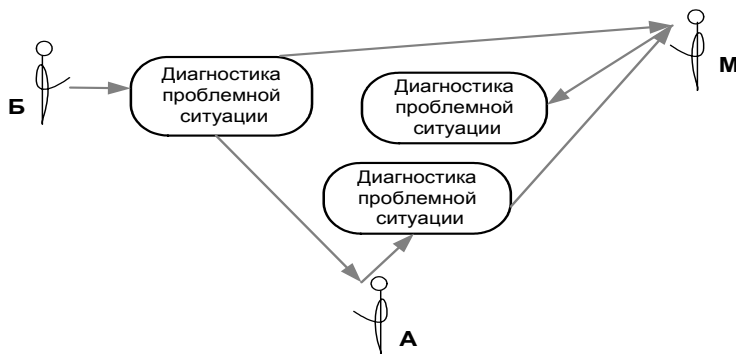 Диагностика
проблемной
ситуации
Б
М
Диагностика
проблемной
ситуации
Диагностика
проблемной
ситуации
А